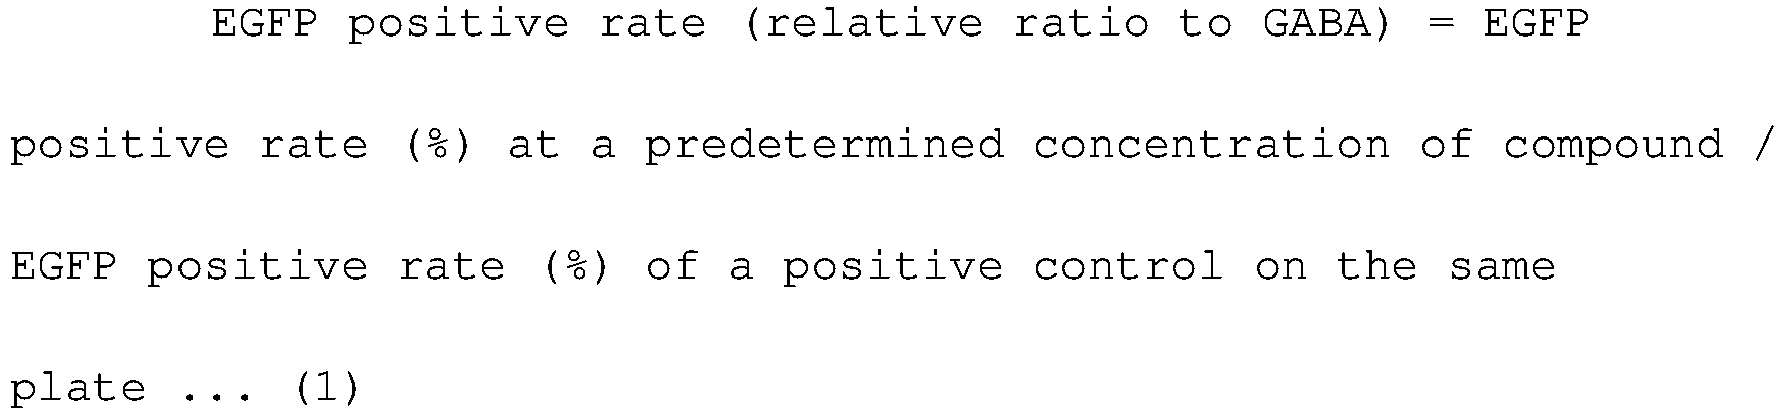 EGFP positive rate (relative ratio to GABA) = EGFP
positive rate (%) at a predetermined concentration of compound /
EGFP positive rate (%) of a positive control on the same
plate ... (1)